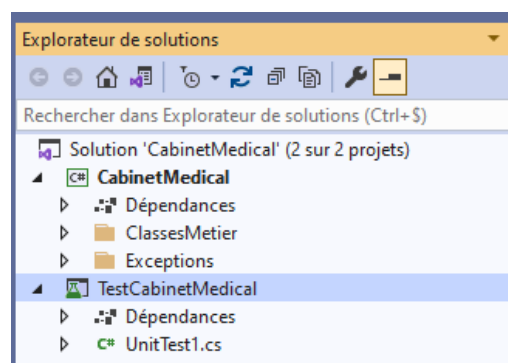 Explorateur de solutions
Rechercher dans Explorateur de solutions (Ctrl+$)
Solution 'CabinetMedical' (2 sur 2 projets)
C# CabinetMedical
Dépendances
ClassesMetier
Exceptions
TestCabinetMedical
Dépendances
C# UnitTest1.cs